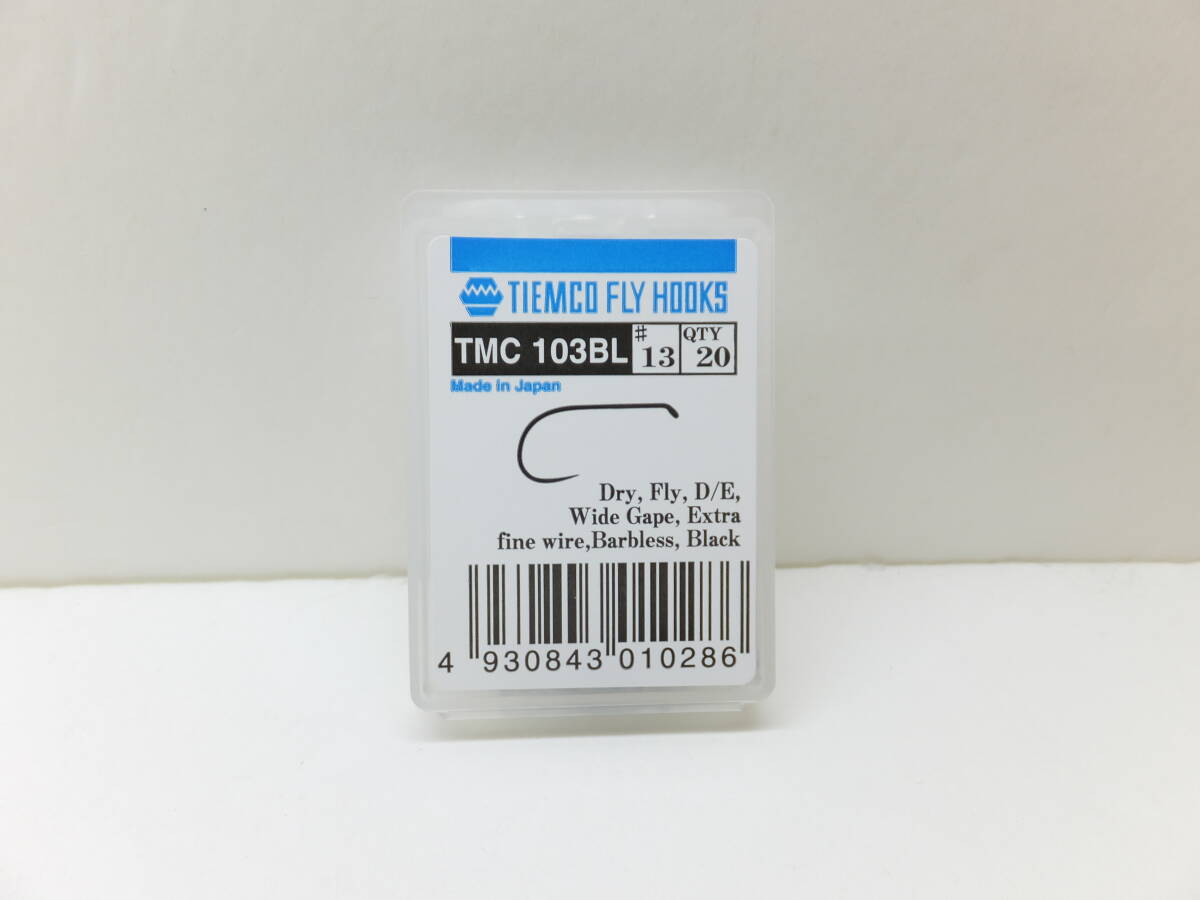 TIEMCO FLY HOOKS
TMC 103BL # 13 QTY 20
Made in Japan
Dry, Fly, D/E,
Wide Gape, Extra
fine wire,Barbless, Black
4 930843 010286